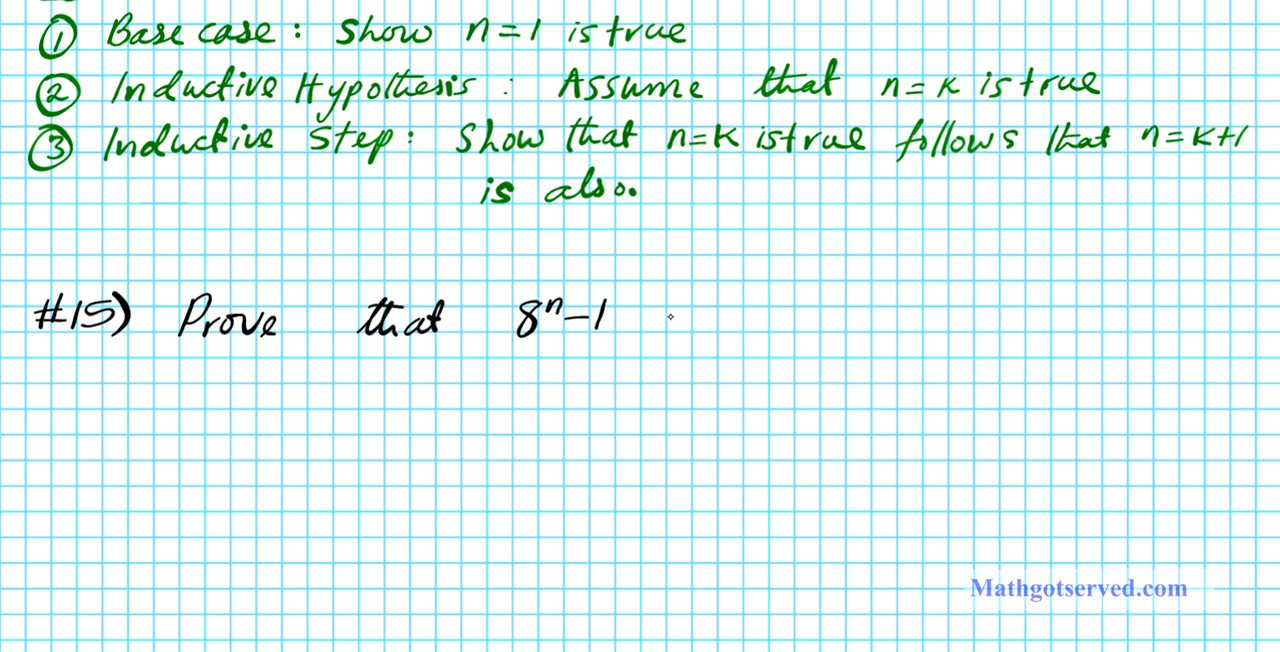 ① Base case : Show n = 1 is true
② Inductive Hypothesis : Assume that n = k is true
③ Inductive Step : Show that n = k is true follows that n = k+1
is also.
#15) Prove that 8ⁿ – 1
Mathgotserved.com